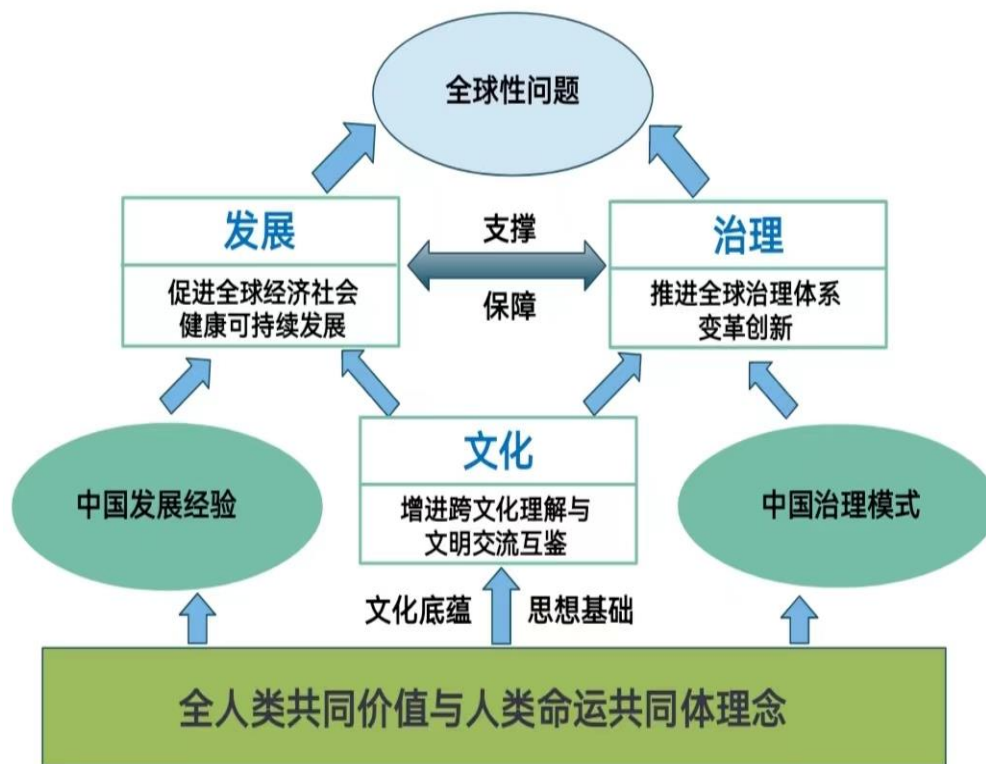 全球性问题
发展
促进全球经济社会
健康可持续发展
支撑
保障
治理
推进全球治理体系
变革创新
中国发展经验
文化
增进跨文化理解与
文明交流互鉴
中国治理模式
文化底蕴
思想基础
全人类共同价值与人类命运共同体理念